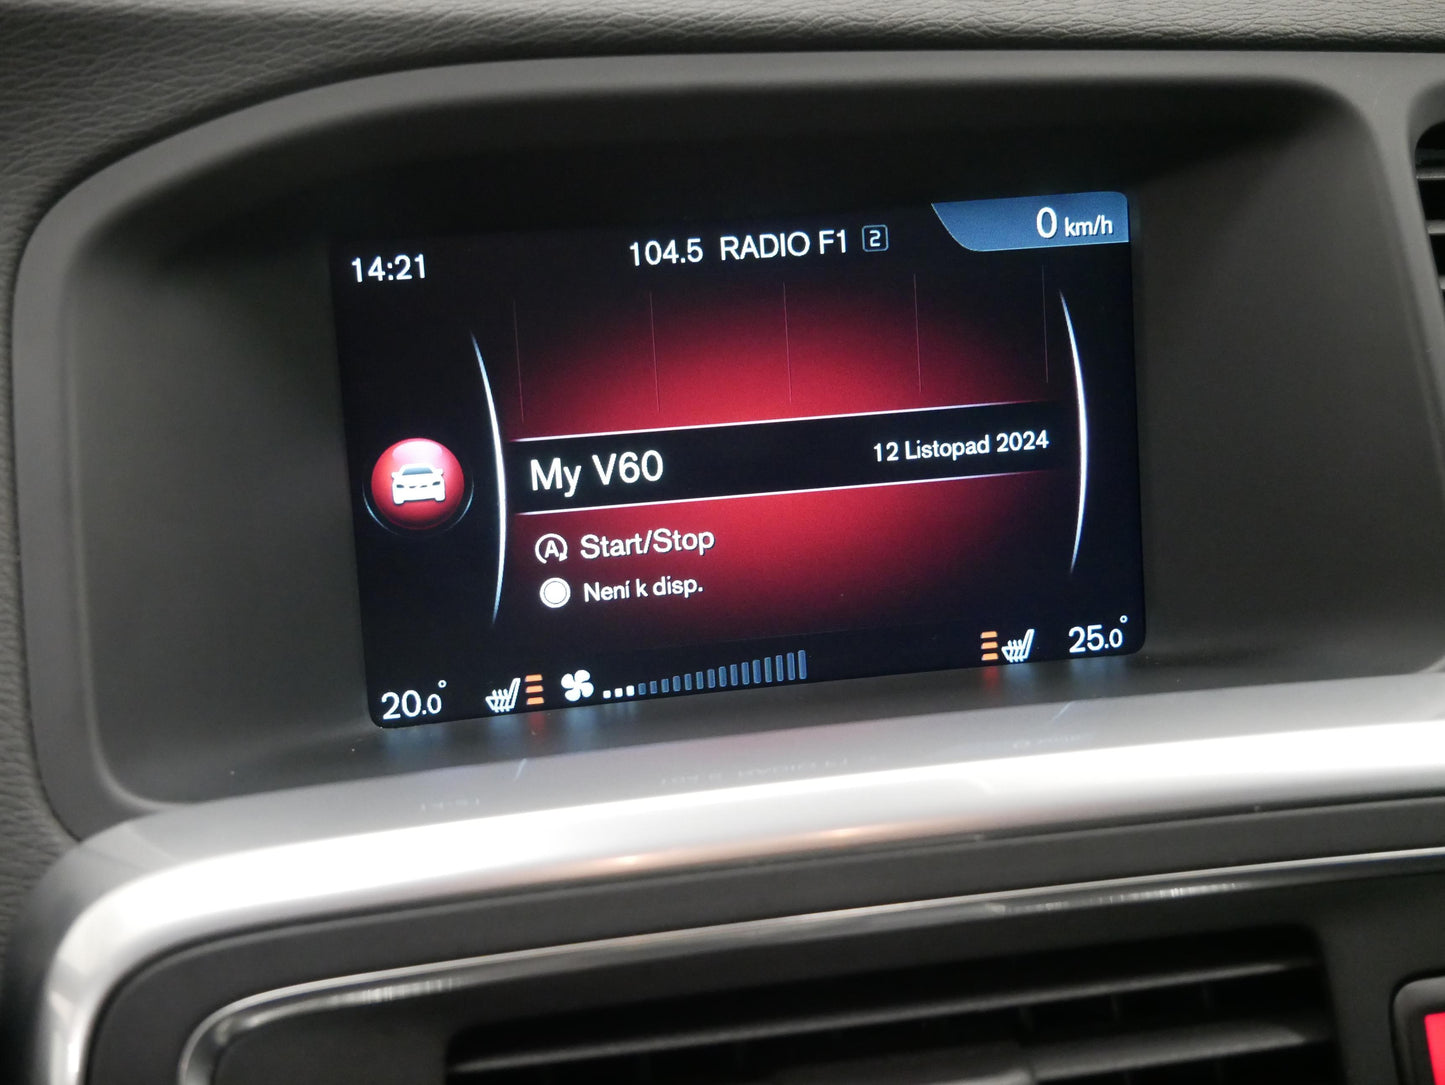 14:21
104.5 RADIO F1 2
0 km/h
My V60
12 Listopad 2024
A Start/Stop
Není k disp.
20.0°
25.0°